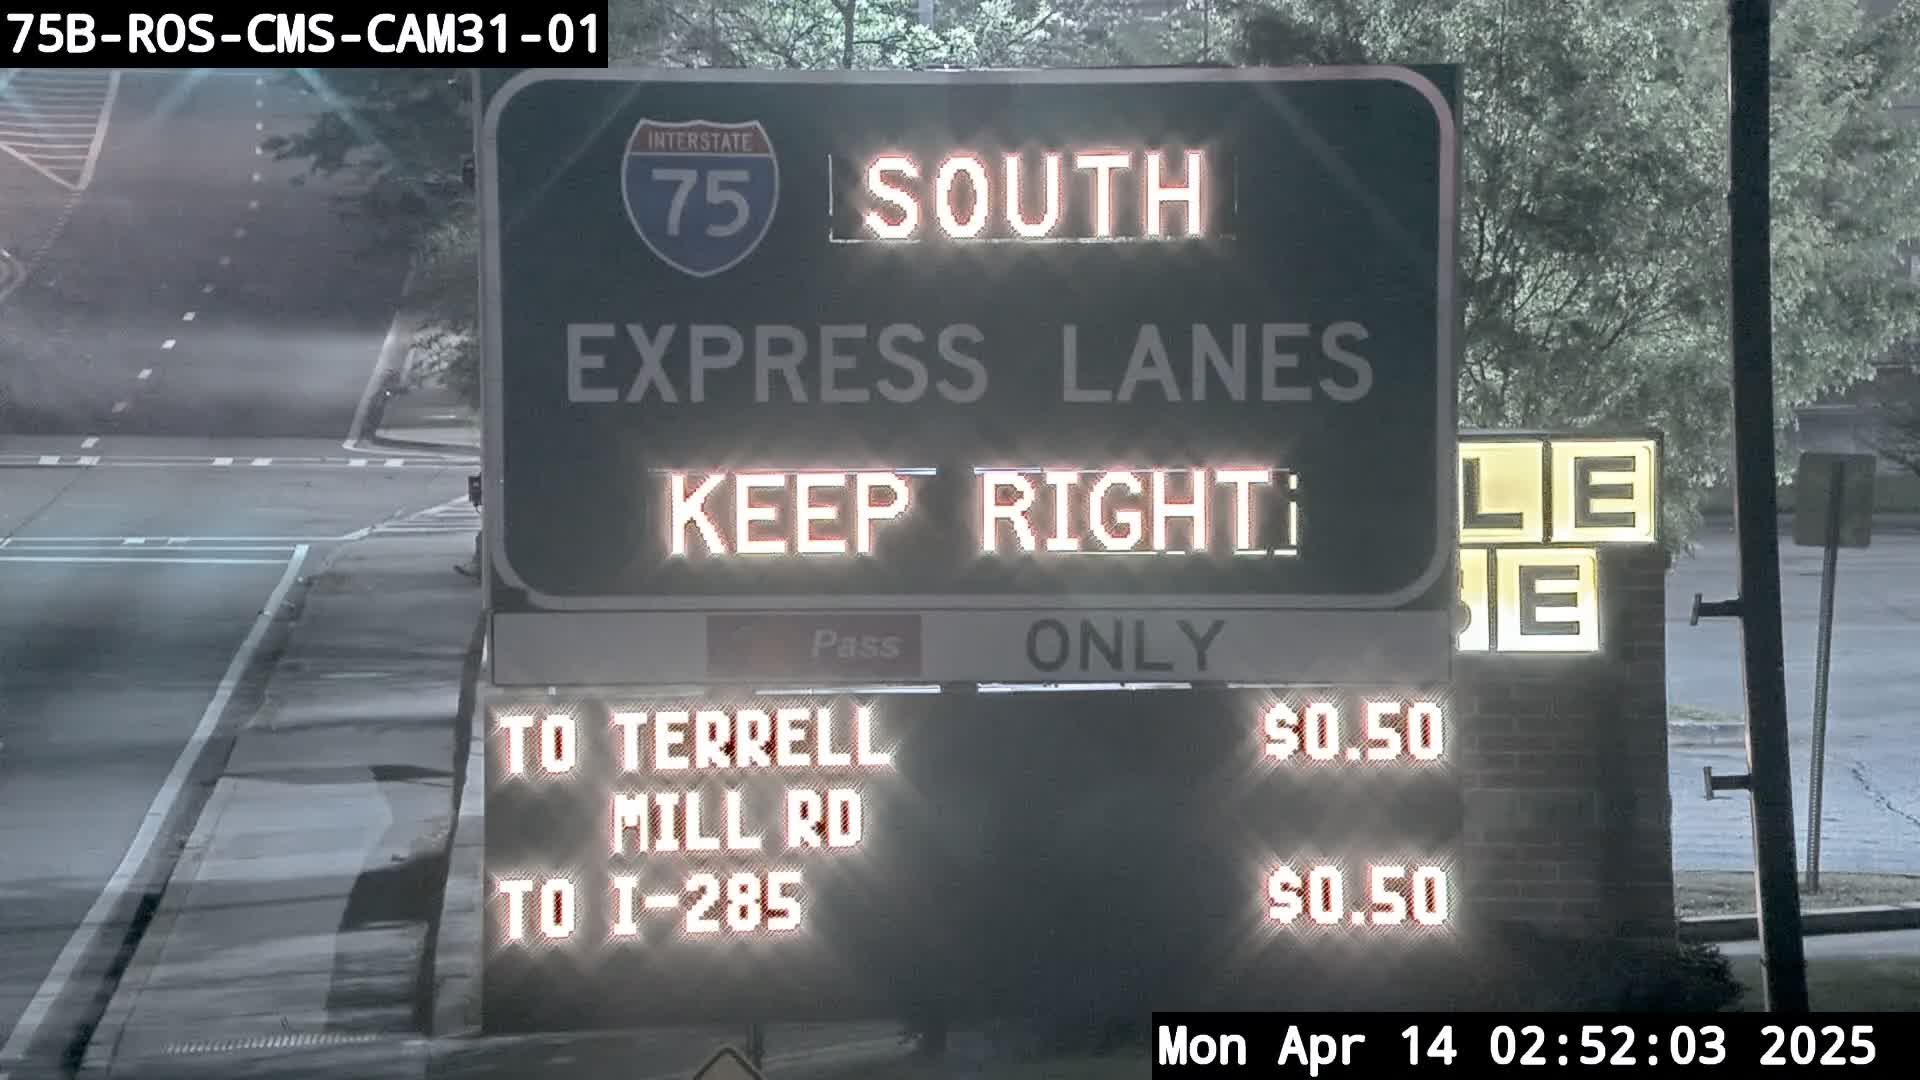 75B-ROS-CMS-CAM31-01
INTERSTATE
75
SOUTH
EXPRESS LANES
KEEP RIGHT
Pass ONLY
LE
E
TO TERRELL $0.50
MILL RD
TO I-285 $0.50
Mon Apr 14 02:52:03 2025